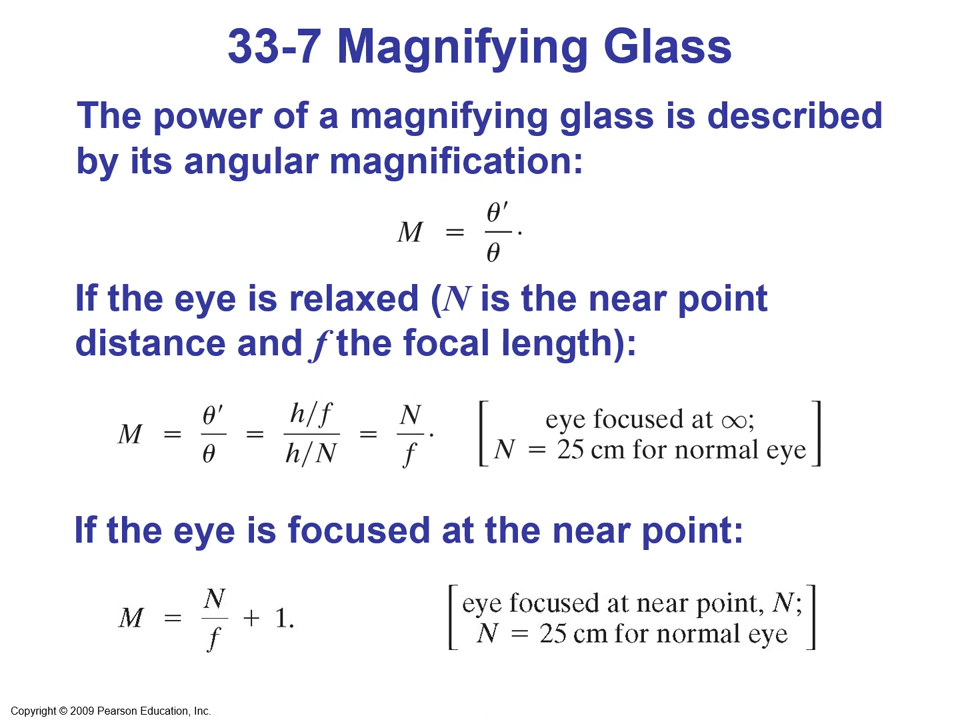 33-7 Magnifying Glass
The power of a magnifying glass is described
by its angular magnification:
M = θ′/θ.
If the eye is relaxed (N is the near point
distance and f the focal length):
M = θ′/θ = (h/f)/(h/N) = N/f. [eye focused at ∞;
N = 25 cm for normal eye]
If the eye is focused at the near point:
M = N/f + 1. [eye focused at near point, N;
N = 25 cm for normal eye]
Copyright © 2009 Pearson Education, Inc.